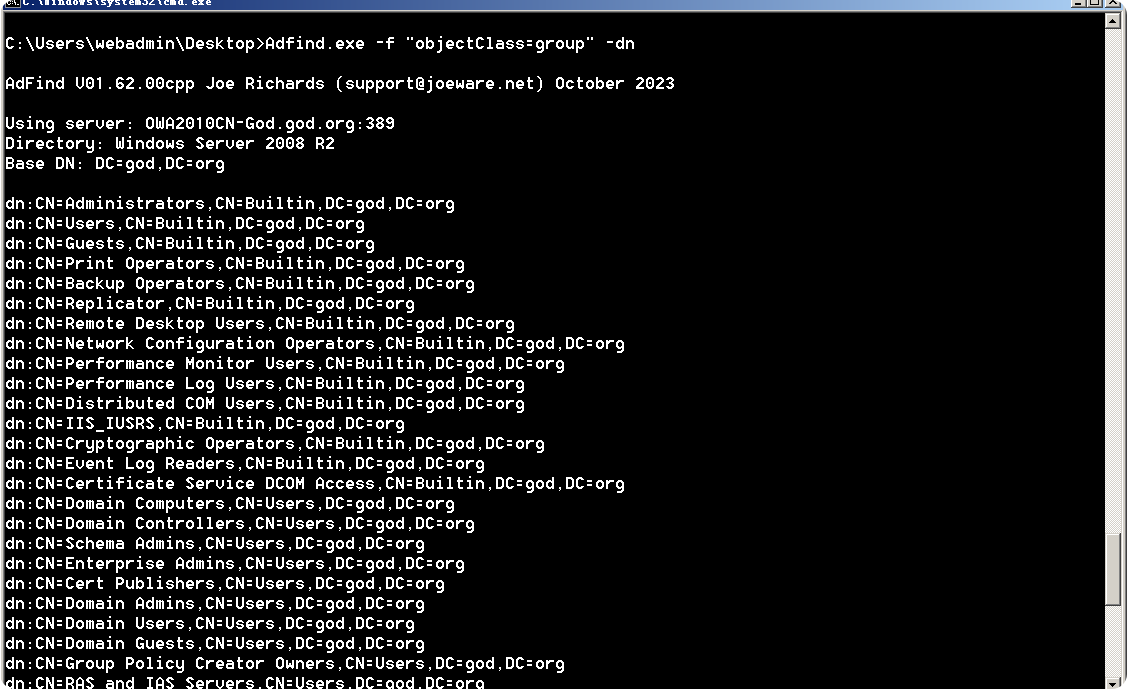 C:\windows\system32\cmd.exe
C:\Users\webadmin\Desktop>Adfind.exe -f "objectClass=group" -dn
AdFind V01.62.00cpp Joe Richards (support@joeware.net) October 2023
Using server: OWA2010CN-God.god.org:389
Directory: Windows Server 2008 R2
Base DN: DC=god,DC=org
dn:CN=Administrators,CN=Builtin,DC=god,DC=org
dn:CN=Users,CN=Builtin,DC=god,DC=org
dn:CN=Guests,CN=Builtin,DC=god,DC=org
dn:CN=Print Operators,CN=Builtin,DC=god,DC=org
dn:CN=Backup Operators,CN=Builtin,DC=god,DC=org
dn:CN=Replicator,CN=Builtin,DC=god,DC=org
dn:CN=Remote Desktop Users,CN=Builtin,DC=god,DC=org
dn:CN=Network Configuration Operators,CN=Builtin,DC=god,DC=org
dn:CN=Performance Monitor Users,CN=Builtin,DC=god,DC=org
dn:CN=Performance Log Users,CN=Builtin,DC=god,DC=org
dn:CN=Distributed COM Users,CN=Builtin,DC=god,DC=org
dn:CN=IIS_IUSRS,CN=Builtin,DC=god,DC=org
dn:CN=Cryptographic Operators,CN=Builtin,DC=god,DC=org
dn:CN=Event Log Readers,CN=Builtin,DC=god,DC=org
dn:CN=Certificate Service DCOM Access,CN=Builtin,DC=god,DC=org
dn:CN=Domain Computers,CN=Users,DC=god,DC=org
dn:CN=Domain Controllers,CN=Users,DC=god,DC=org
dn:CN=Schema Admins,CN=Users,DC=god,DC=org
dn:CN=Enterprise Admins,CN=Users,DC=god,DC=org
dn:CN=Cert Publishers,CN=Users,DC=god,DC=org
dn:CN=Domain Admins,CN=Users,DC=god,DC=org
dn:CN=Domain Users,CN=Users,DC=god,DC=org
dn:CN=Domain Guests,CN=Users,DC=god,DC=org
dn:CN=Group Policy Creator Owners,CN=Users,DC=god,DC=org
dn:CN=RAS and IAS Servers,CN=Users,DC=god,DC=org